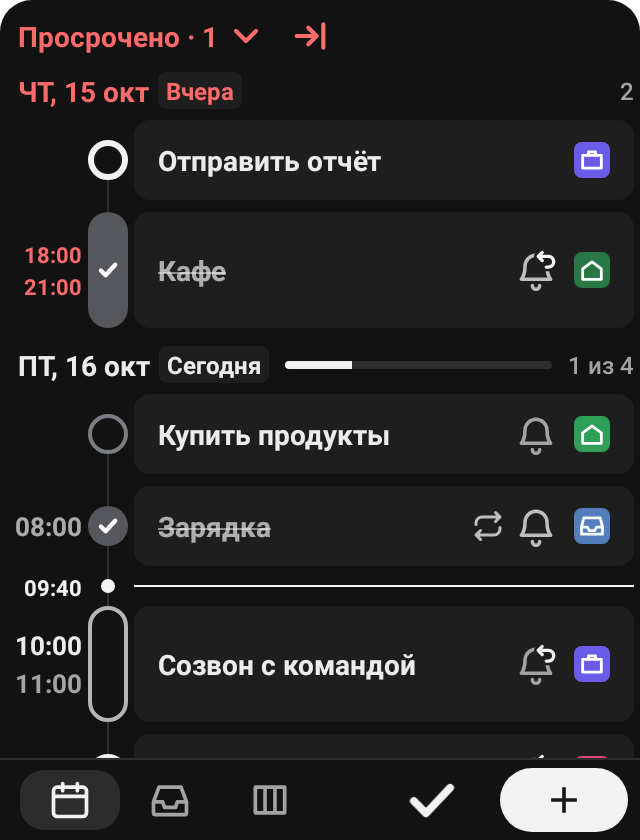 Просрочено · 1
ЧТ, 15 окт Вчера 2
Отправить отчёт
18:00
21:00
Кафе
ПТ, 16 окт Сегодня 1 из 4
Купить продукты
08:00 Зарядка
09:40
10:00
11:00
Созвон с командой